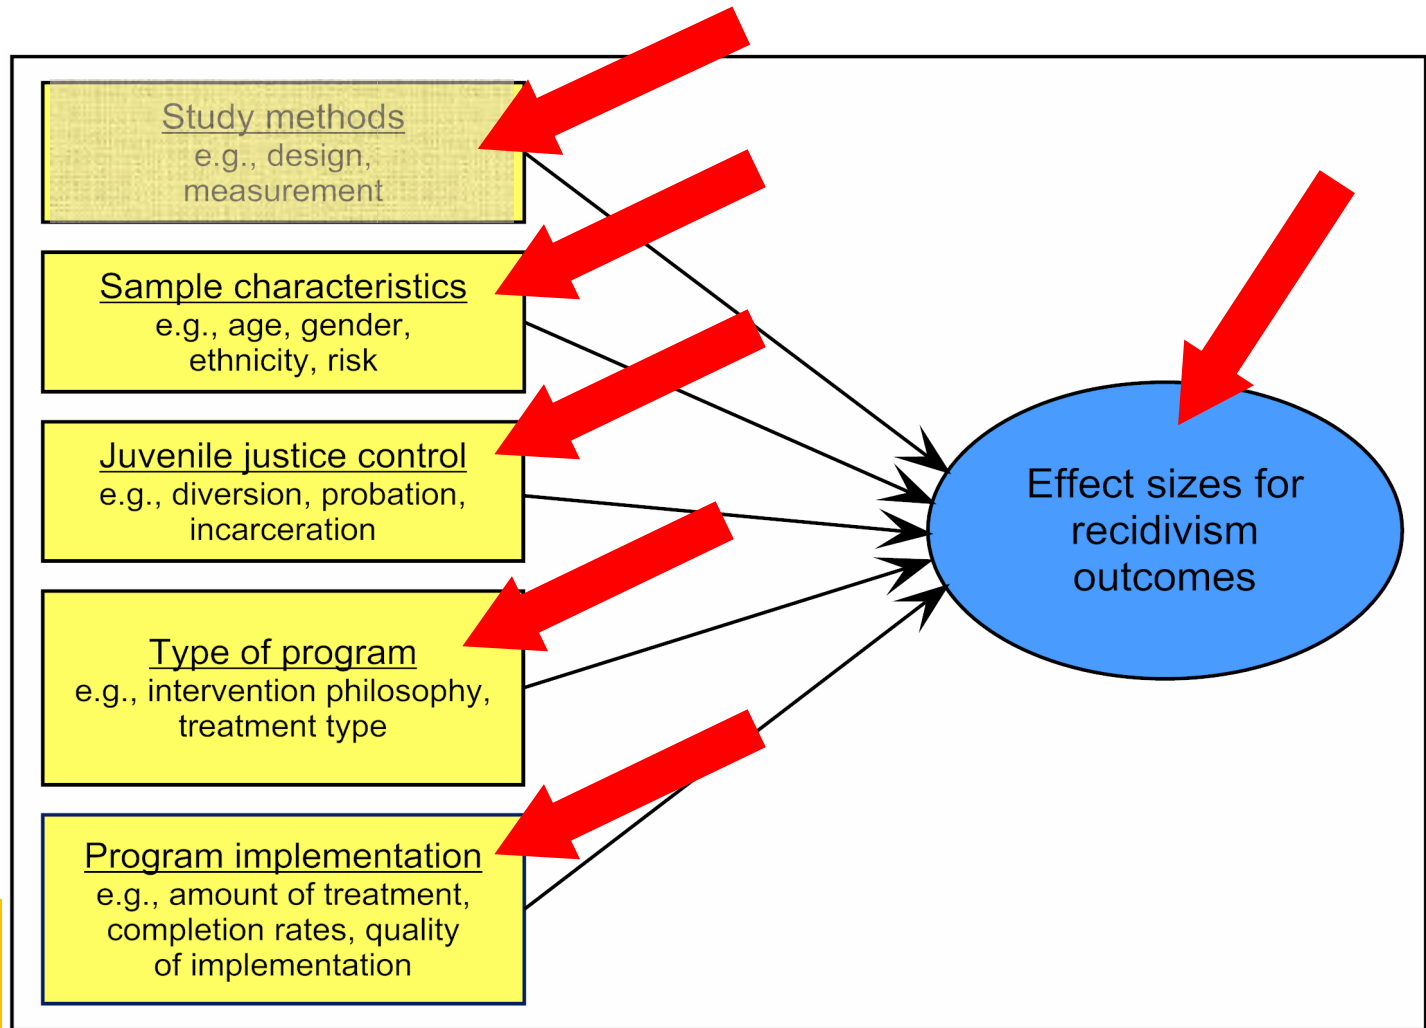 Study methods
e.g., design,
measurement
Sample characteristics
e.g., age, gender,
ethnicity, risk
Juvenile justice control
e.g., diversion, probation,
incarceration
Type of program
e.g., intervention philosophy,
treatment type
Program implementation
e.g., amount of treatment,
completion rates, quality
of implementation
Effect sizes for
recidivism
outcomes